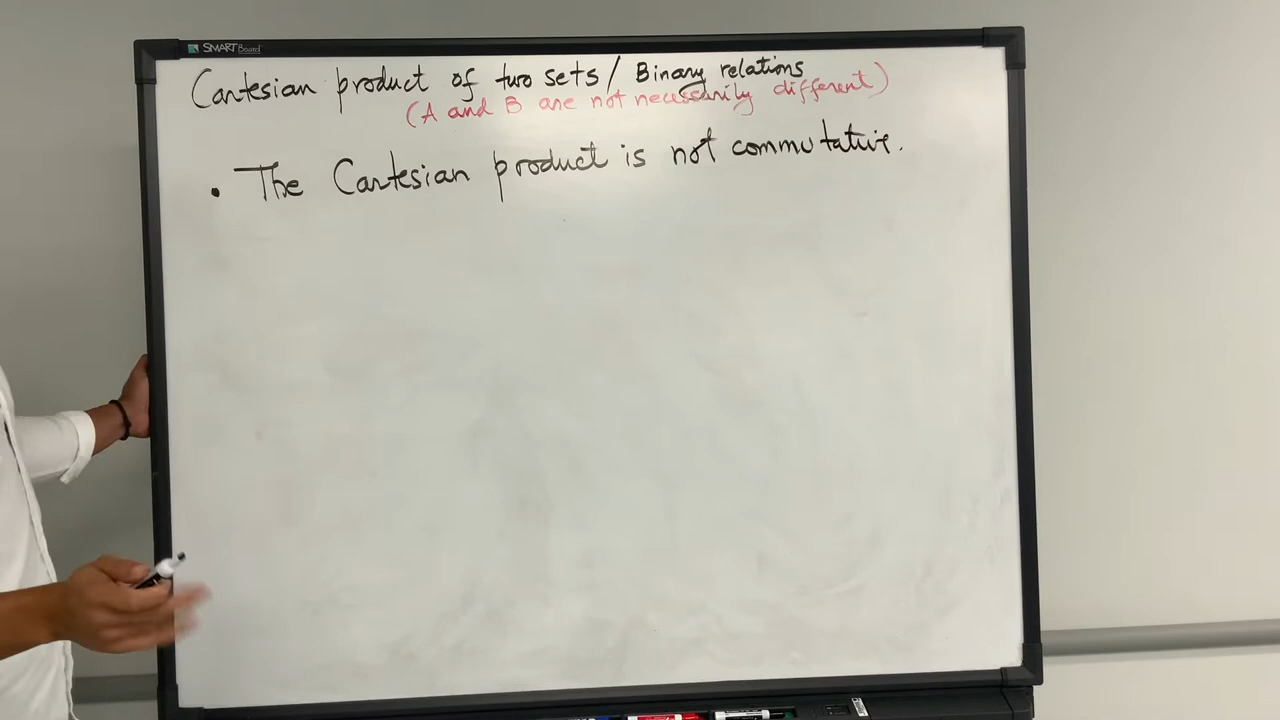 SMART Board
Cartesian product of two sets / Binary relations
(A and B are not necessarily different)
• The Cartesian product is not commutative.